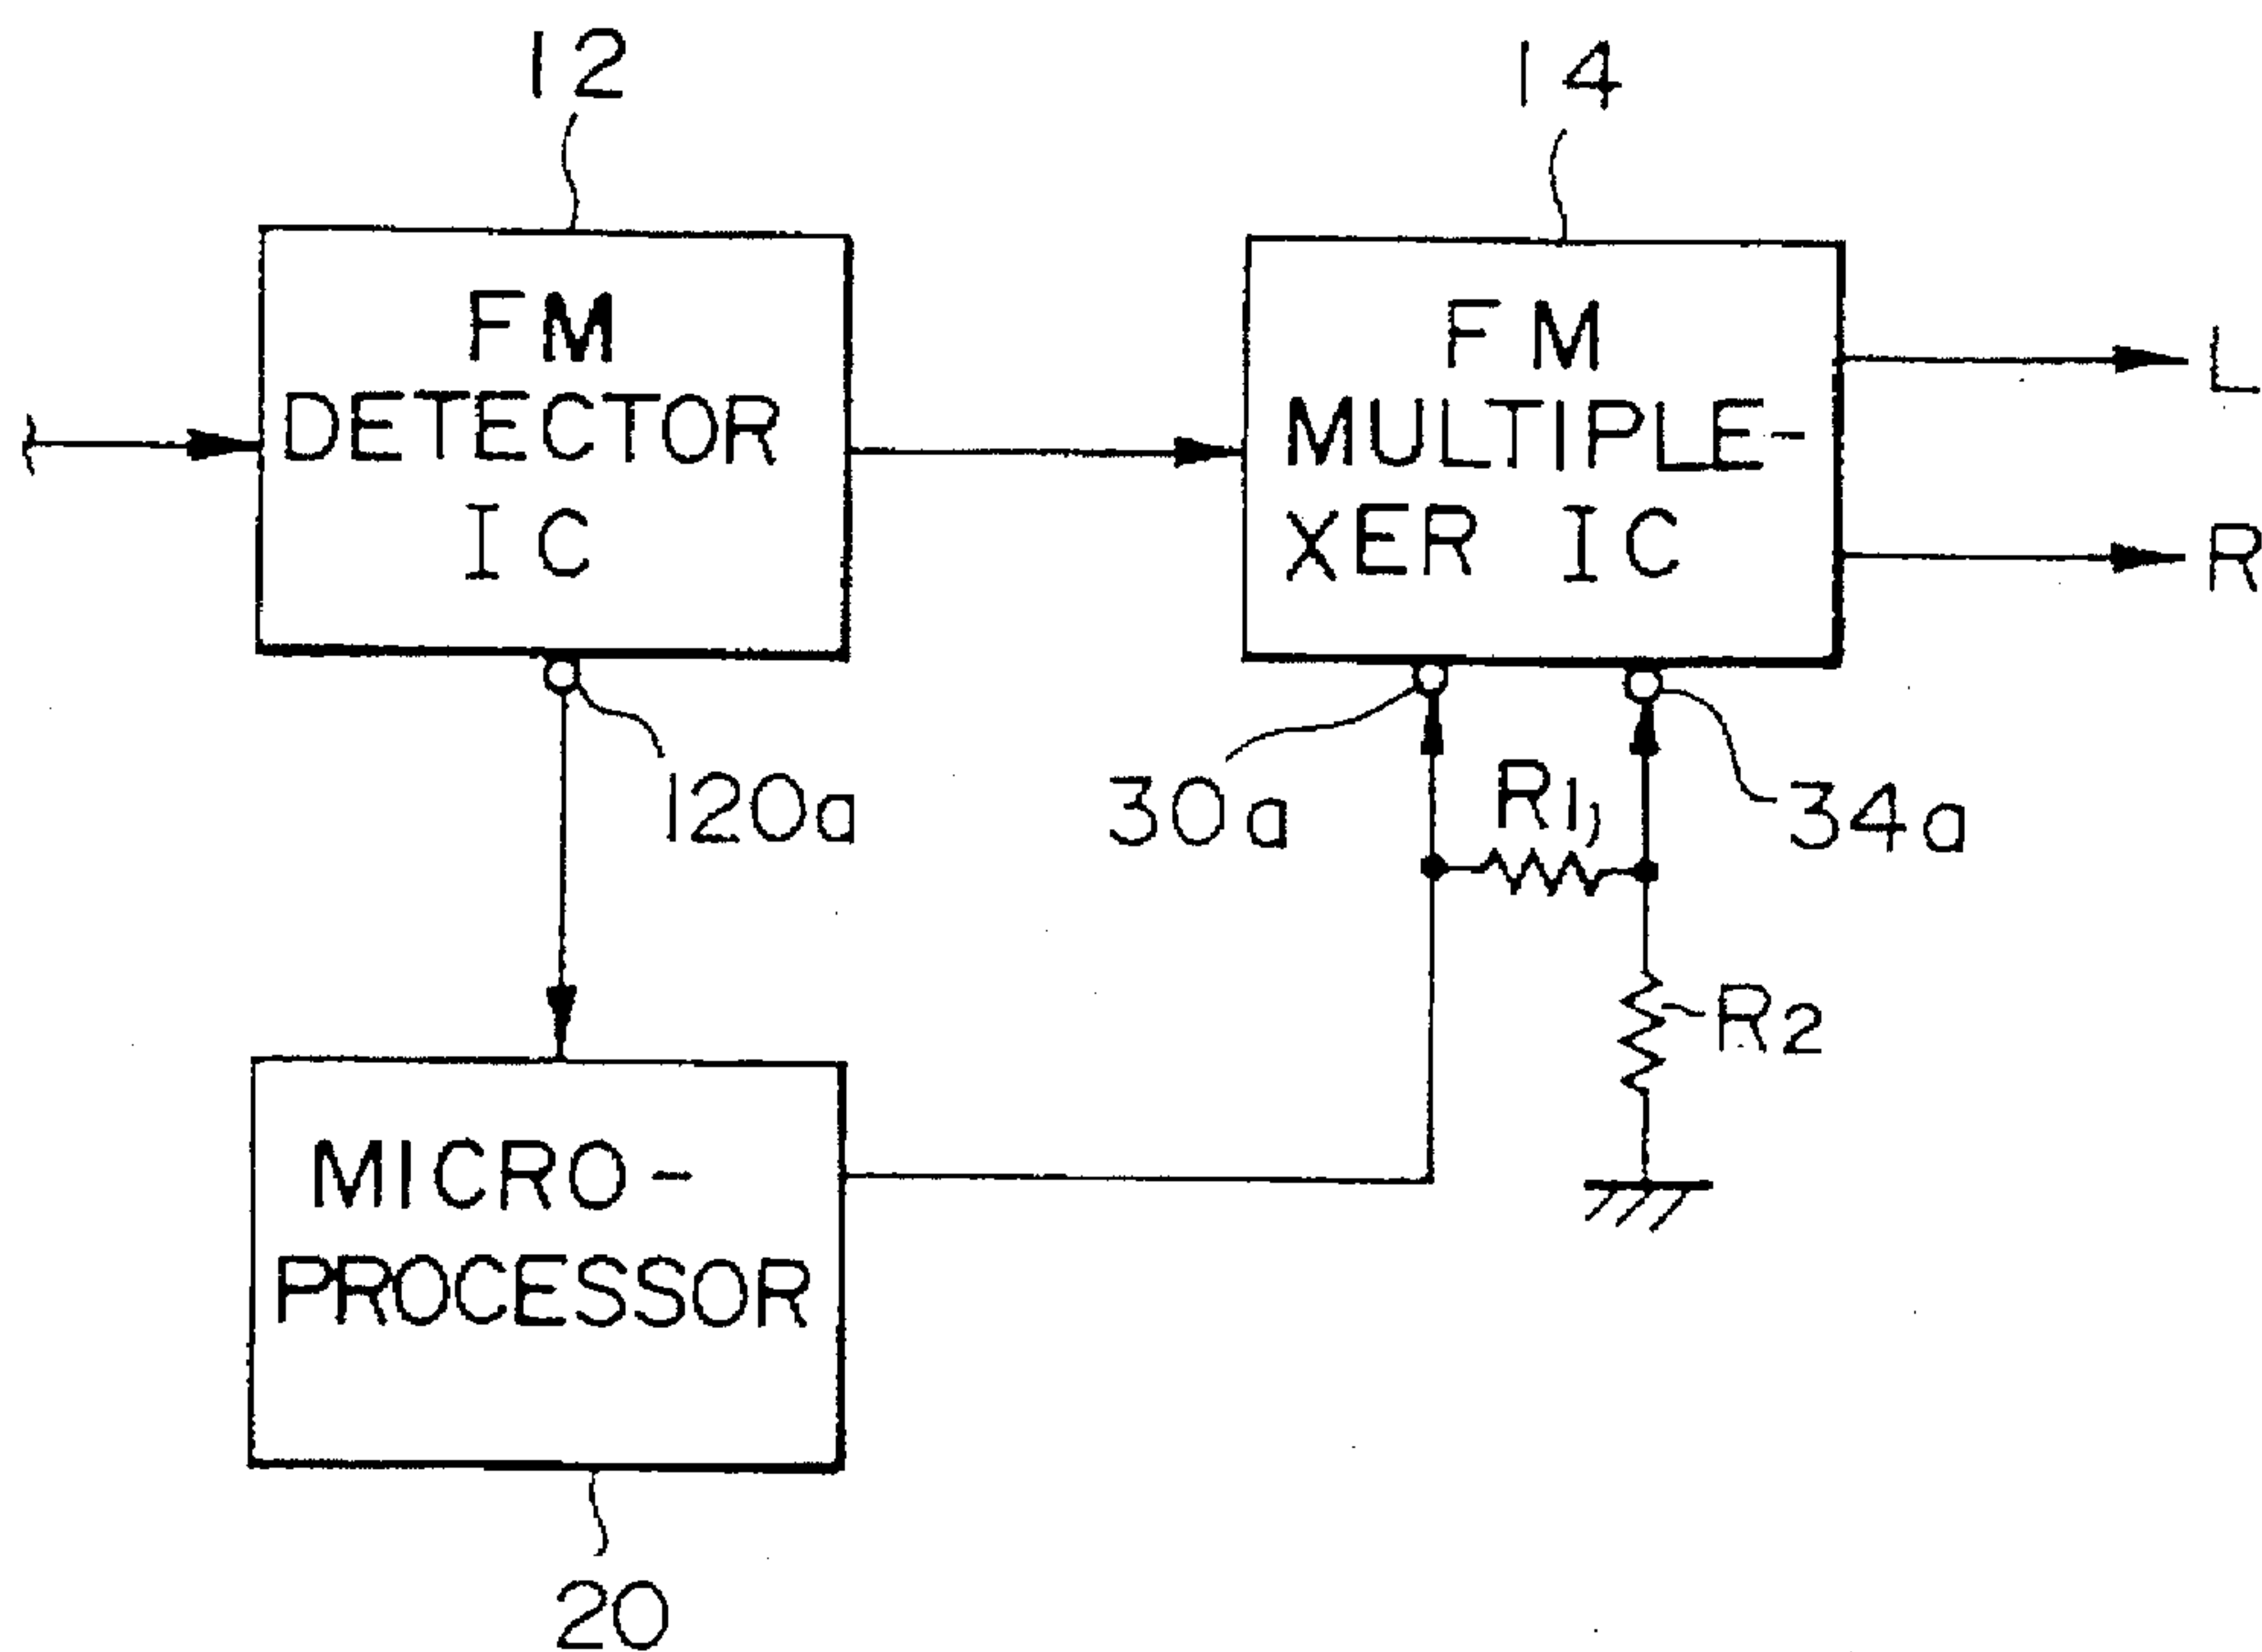 12
14
FM
DETECTOR
IC
FM
MULTIPLE-
XER IC
L
R
120a
30a
R1
34a
R2
MICRO-
PROCESSOR
20